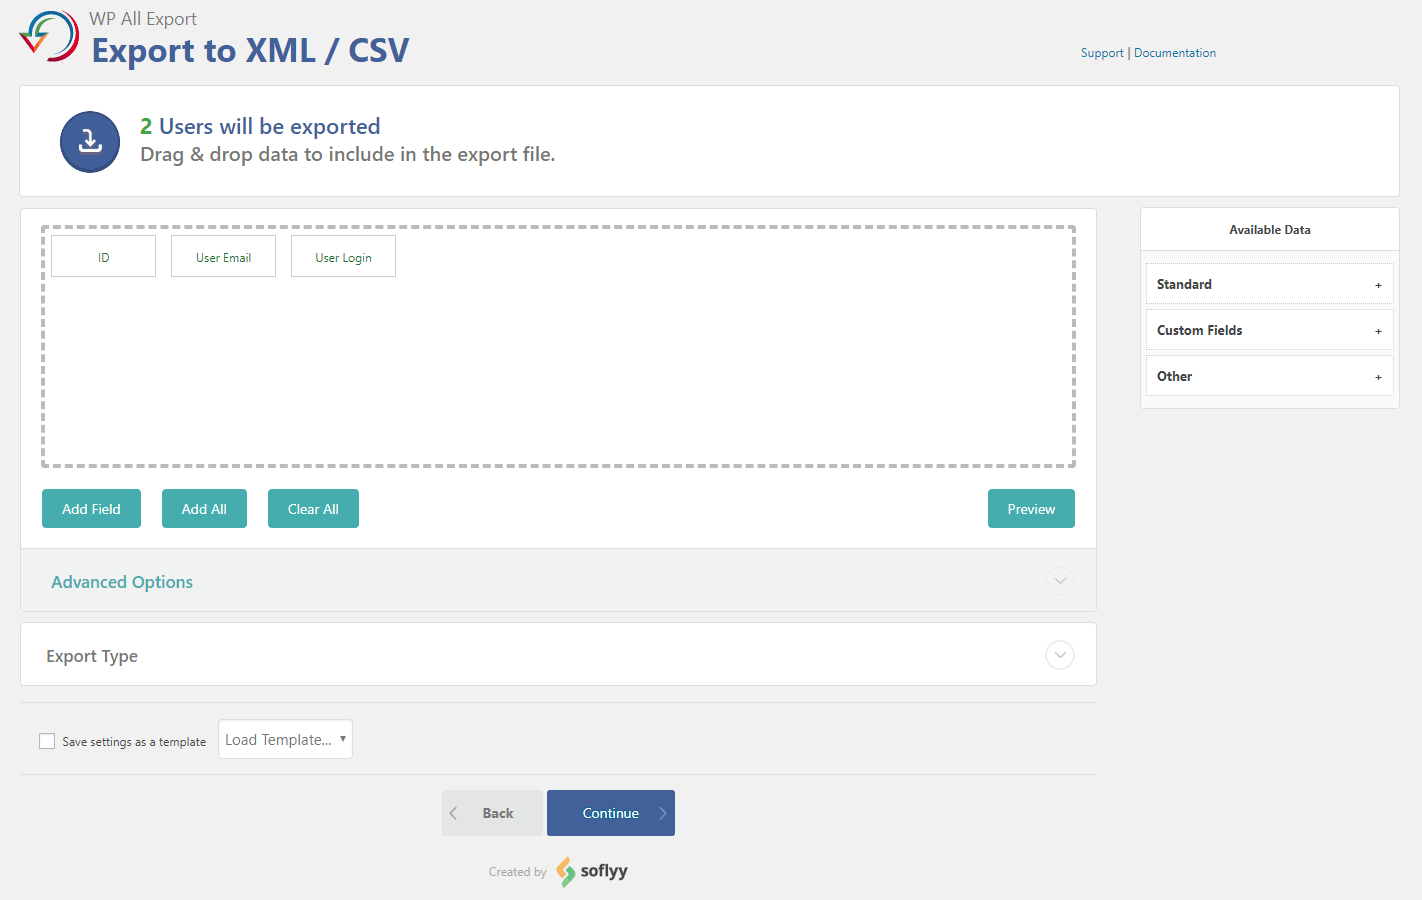 WP All Export
Export to XML / CSV
Support | Documentation
2 Users will be exported
Drag & drop data to include in the export file.
ID
User Email
User Login
Available Data
Standard +
Custom Fields +
Other +
Add Field
Add All
Clear All
Preview
Advanced Options
Export Type
Save settings as a template
Load Template...
Back
Continue
Created by soflyy